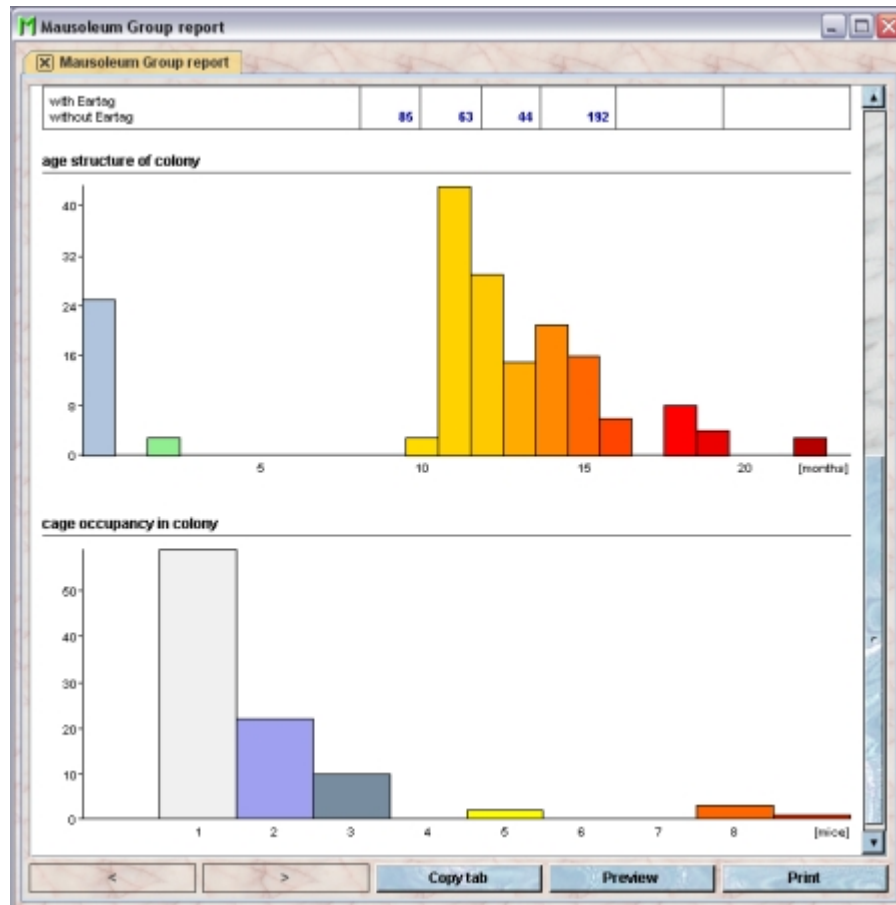 Mausoleum Group report
Mausoleum Group report
with Eartag
without Eartag 85 63 44 192
age structure of colony
40
32
24
16
8
0
5 10 15 20 [months]
cage occupancy in colony
50
40
30
20
10
0
1 2 3 4 5 6 7 8 [mice]
< > Copy tab Preview Print